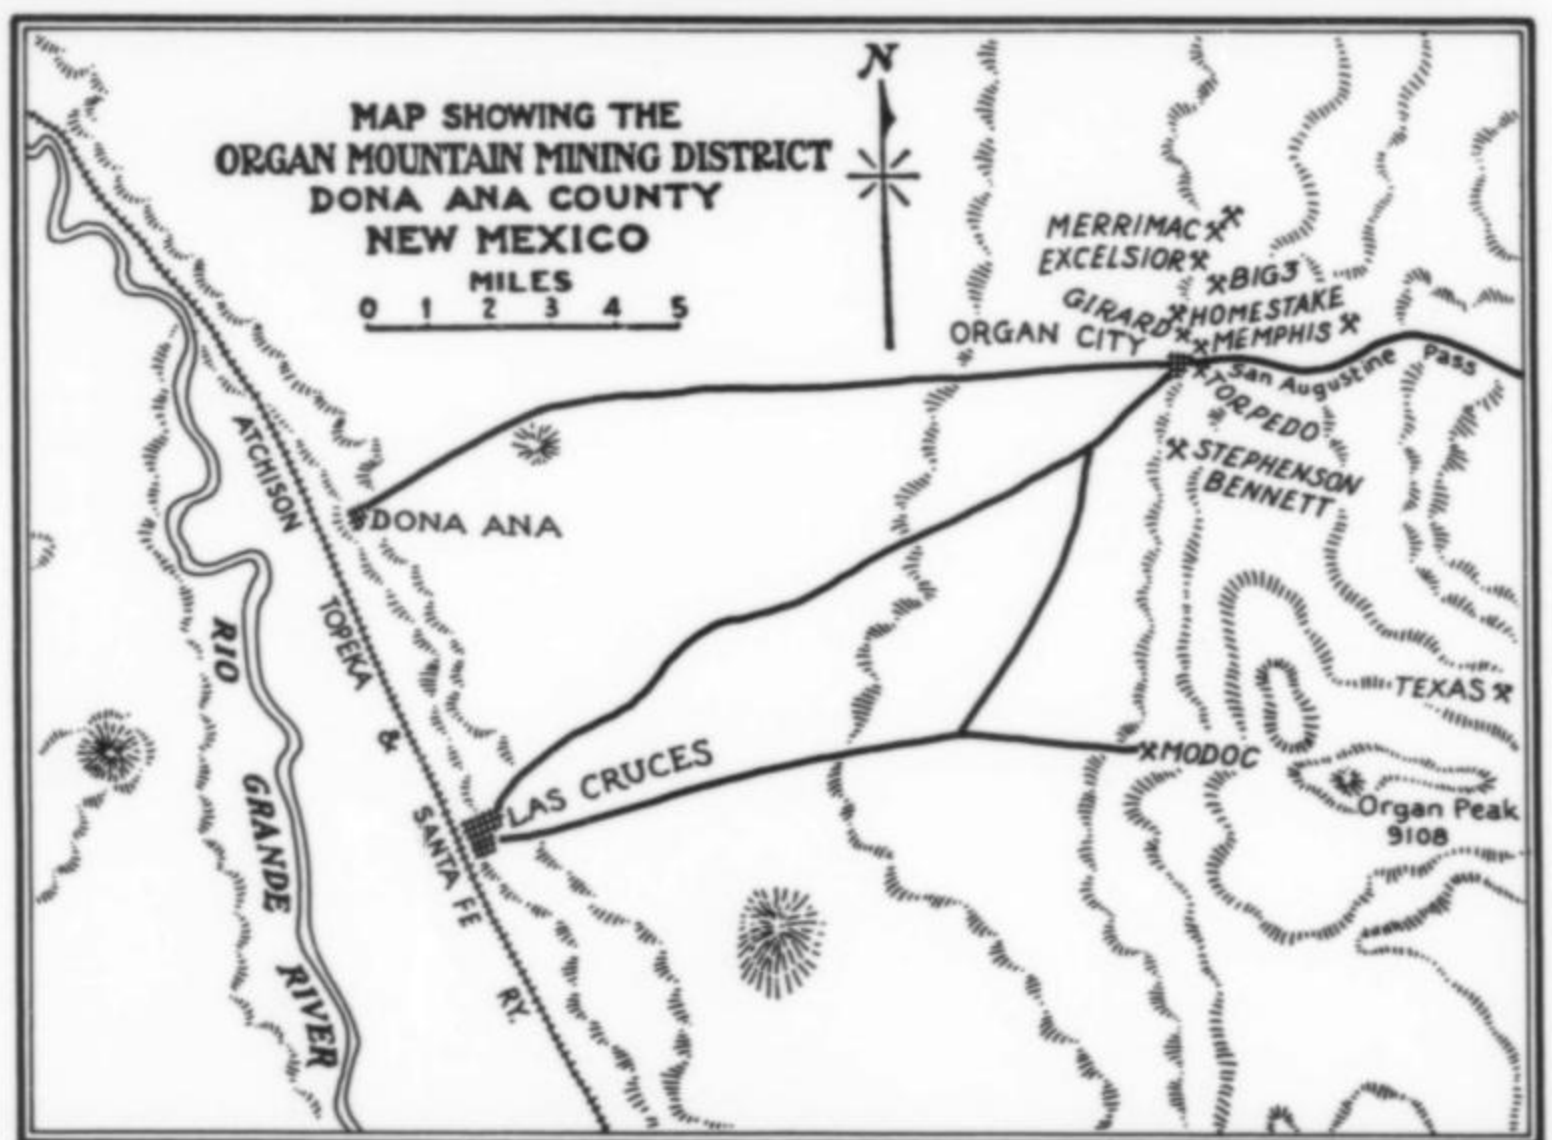 MAP SHOWING THE
ORGAN MOUNTAIN MINING DISTRICT
DONA ANA COUNTY
NEW MEXICO
MILES
0 1 2 3 4 5
N
MERRIMAC
EXCELSIOR
BIG3
GIRARD
HOMESTAKE
MEMPHIS
ORGAN CITY
San Augustine Pass
TORPEDO
STEPHENSON
BENNETT
ATCHISON
TOPEKA
&
SANTA FE
RY.
DONA ANA
RIO
GRANDE
RIVER
LAS CRUCES
TEXAS
MODOC
Organ Peak
9108